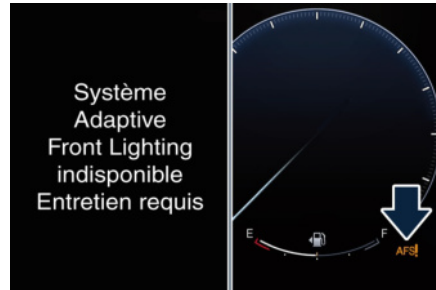 Système
Adaptive
Front Lighting
indisponible
Entretien requis
E
F
AFS!